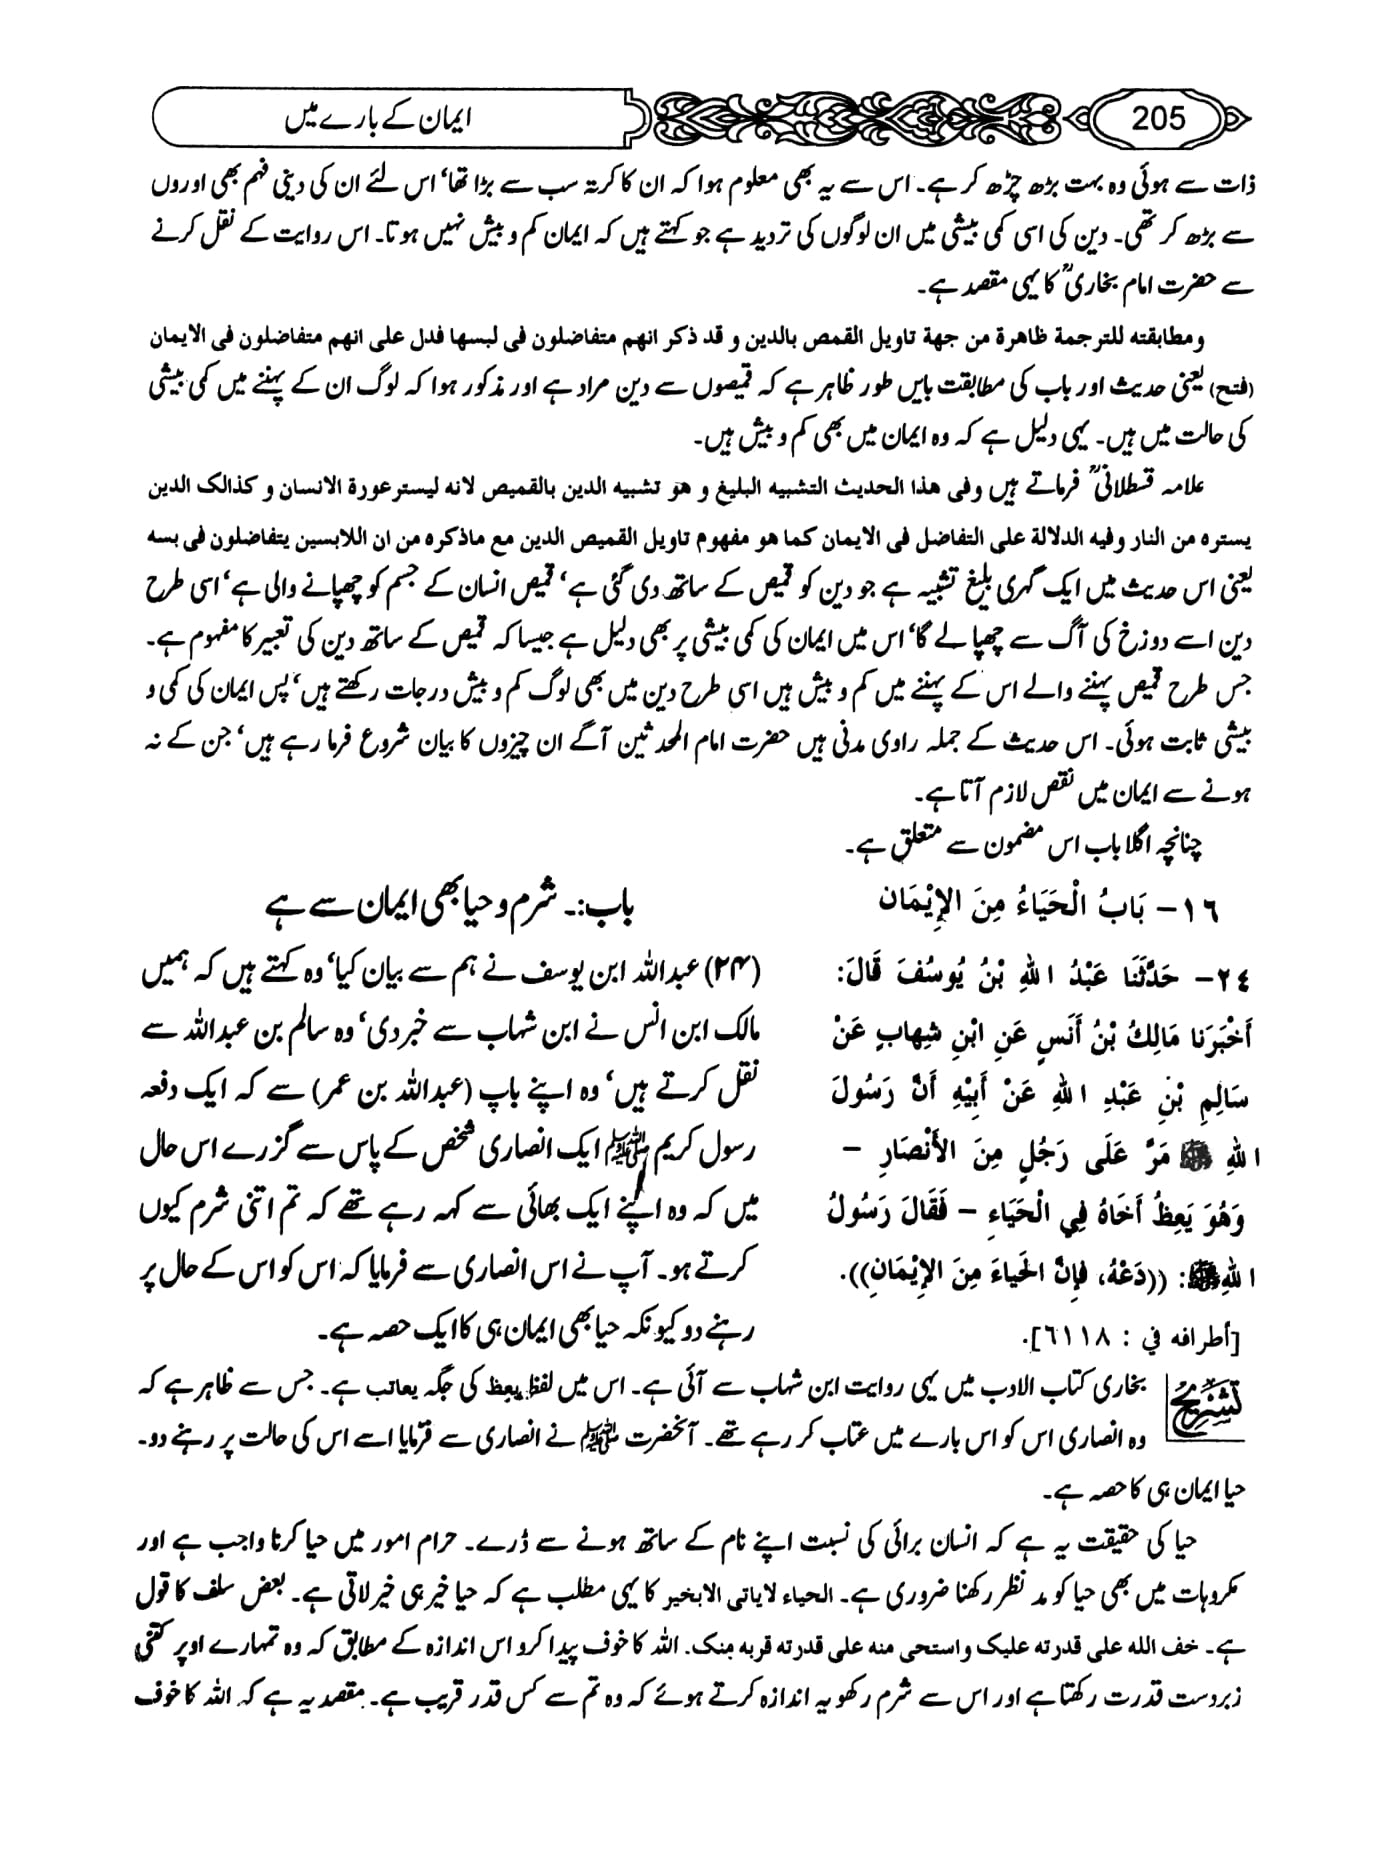 205
ایمان کے بارے میں
ذات سے ہوئی وہ بہت بڑھ چڑھ کر ہے۔ اس سے یہ بھی معلوم ہوا کہ ان کا کرتہ سب سے بڑا تھا‘ اس لئے ان کی دینی فہم بھی اوروں
سے بڑھ کر تھی۔ دین کی اسی کمی بیشی میں ان لوگوں کی تردید ہے جو کہتے ہیں کہ ایمان کم و بیش نہیں ہوتا۔ اس روایت کے نقل کرنے
سے حضرت امام بخاریؒ کا یہی مقصد ہے۔
ومطابقته للترجمة ظاهرة من جهة تاويل القمص بالدين و قد ذكر انهم متفاضلون فى لبسها فدل على انهم متفاضلون فى الايمان
(فتح) یعنی حدیث اور باب کی مطابقت بایں طور ظاہر ہے کہ قمیصوں سے دین مراد ہے اور مذکور ہوا کہ لوگ ان کے پہننے میں کمی بیشی
کی حالت میں ہیں۔ یہی دلیل ہے کہ وہ ایمان میں بھی کم و بیش ہیں۔
علامہ قسطلانیؒ فرماتے ہیں وفى هذا الحديث التشبيه البليغ و هو تشبيه الدين بالقميص لانه ليستر عورة الانسان و كذالك الدين
يستره من النار وفيه الدلالة على التفاضل فى الايمان كما هو مفهوم تاويل القميص الدين مع ماذكره من ان اللابسين يتفاضلون فى بسه
یعنی اس حدیث میں ایک گہری بلیغ تشبیہ ہے جو دین کو قمیص کے ساتھ دی گئی ہے‘ قمیص انسان کے جسم کو چھپانے والی ہے‘ اسی طرح
دین اسے دوزخ کی آگ سے چھپا لے گا‘ اس میں ایمان کی کمی بیشی پر بھی دلیل ہے جیسا کہ قمیص کے ساتھ دین کی تعبیر کا مفہوم ہے۔
جس طرح قمیص پہننے والے اس کے پہننے میں کم و بیش ہیں اسی طرح دین میں بھی لوگ کم و بیش درجات رکھتے ہیں‘ پس ایمان کی کمی و
بیشی ثابت ہوئی۔ اس حدیث کے جملہ راوی مدنی ہیں حضرت امام المحدثین آگے ان چیزوں کا بیان شروع فرما رہے ہیں‘ جن کے نہ
ہونے سے ایمان میں نقص لازم آتا ہے۔
چنانچہ اگلا باب اس مضمون سے متعلق ہے۔
١٦- بَابُ الْحَيَاءُ مِنَ الإِيْمَان
٢٤- حَدَّثَنَا عَبْدُ اللهِ بْنُ يُوسُفَ قَالَ:
أَخْبَرَنا مَالِكُ بْنُ أَنَسٍ عَنِ ابْنِ شِهابٍ عَنْ
سَالِمِ بْنِ عَبْدِ اللهِ عَنْ أَبِيْهِ أَنَّ رَسُولَ
اللهِ ﷺ مَرَّ عَلَى رَجُلٍ مِنَ الأَنْصَارِ –
وَهُوَ يَعِظُ أَخَاهُ فِي الْحَيَاءِ – فَقَالَ رَسُولُ
اللهِ ﷺ: ((دَعْهُ، فَإِنَّ الحَياءَ مِنَ الإِيْمَانِ)).
[أطرافه في : ٦١١٨].
باب:۔ شرم و حیا بھی ایمان سے ہے
(۲۴) عبداللہ ابن یوسف نے ہم سے بیان کیا‘ وہ کہتے ہیں کہ ہمیں
مالک ابن انس نے ابن شہاب سے خبر دی‘ وہ سالم بن عبداللہ سے
نقل کرتے ہیں‘ وہ اپنے باپ (عبداللہ بن عمر) سے کہ ایک دفعہ
رسول کریم ﷺ ایک انصاری شخص کے پاس سے گزرے اس حال
میں کہ وہ اپنے ایک بھائی سے کہہ رہے تھے کہ تم اتنی شرم کیوں
کرتے ہو۔ آپ نے اس انصاری سے فرمایا کہ اس کو اس کے حال پر
رہنے دو کیونکہ حیا بھی ایمان ہی کا ایک حصہ ہے۔
تشریح
بخاری کتاب الادب میں یہی روایت ابن شہاب سے آئی ہے۔ اس میں لفظ یعظ کی جگہ یعاتب ہے۔ جس سے ظاہر ہے کہ
وہ انصاری اس کو اس بارے میں عتاب کر رہے تھے۔ آنحضرت ﷺ نے انصاری سے فرمایا اسے اس کی حالت پر رہنے دو۔
حیا ایمان ہی کا حصہ ہے۔
حیا کی حقیقت یہ ہے کہ انسان برائی کی نسبت اپنے نام کے ساتھ ہونے سے ڈرے۔ حرام امور میں حیا کرنا واجب ہے اور
مکروہات میں بھی حیا کو مد نظر رکھنا ضروری ہے۔ الحیاء لایاتی الابخیر کا یہی مطلب ہے کہ حیا خیر ہی خیر لاتی ہے۔ بعض سلف کا قول
ہے۔ خف الله على قدرته عليك واستحى منه على قدرته قربه منك. اللہ کا خوف پیدا کرو اس اندازہ کے مطابق کہ وہ تمہارے اوپر کتنی
زبردست قدرت رکھتا ہے اور اس سے شرم رکھو یہ اندازہ کرتے ہوئے کہ وہ تم سے کس قدر قریب ہے۔ مقصد یہ ہے کہ اللہ کا خوف